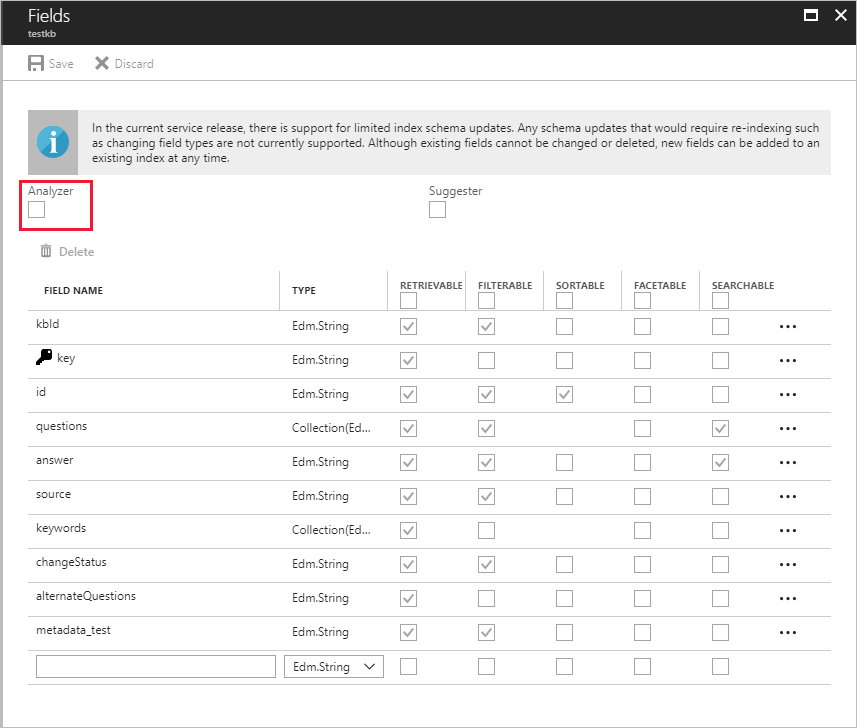 Fields
testkb
Save Discard
In the current service release, there is support for limited index schema updates. Any schema updates that would require re-indexing such
as changing field types are not currently supported. Although existing fields cannot be changed or deleted, new fields can be added to an
existing index at any time.
Analyzer Suggester
Delete
FIELD NAME TYPE RETRIEVABLE FILTERABLE SORTABLE FACETABLE SEARCHABLE
kbId Edm.String ...
key Edm.String ...
id Edm.String ...
questions Collection(Ed... ...
answer Edm.String ...
source Edm.String ...
keywords Collection(Ed... ...
changeStatus Edm.String ...
alternateQuestions Edm.String ...
metadata_test Edm.String ...
Edm.String